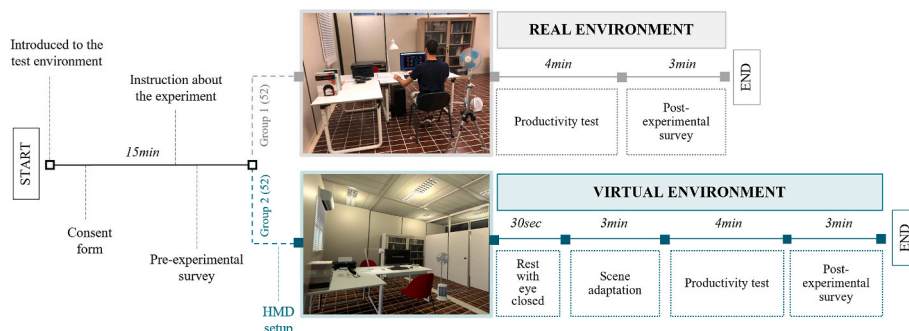 Introduced to the
test environment
Instruction about
the experiment
START
15min
Consent
form
Pre-experimental
survey
Group 1 (52)
Group 2 (52)
HMD
setup
REAL ENVIRONMENT
4min
3min
END
Productivity test
Post-
experimental
survey
VIRTUAL ENVIRONMENT
30sec
3min
4min
3min
END
Rest
with
eye
closed
Scene
adaptation
Productivity test
Post-
experimental
survey